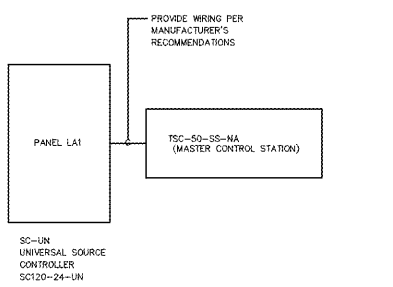 PROVIDE WIRING PER
MANUFACTURER'S
RECOMMENDATIONS
PANEL LA1
TSC-50-SS-NA
(MASTER CONTROL STATION)
SC-UN
UNIVERSAL SOURCE
CONTROLLER
SC120-24-UN